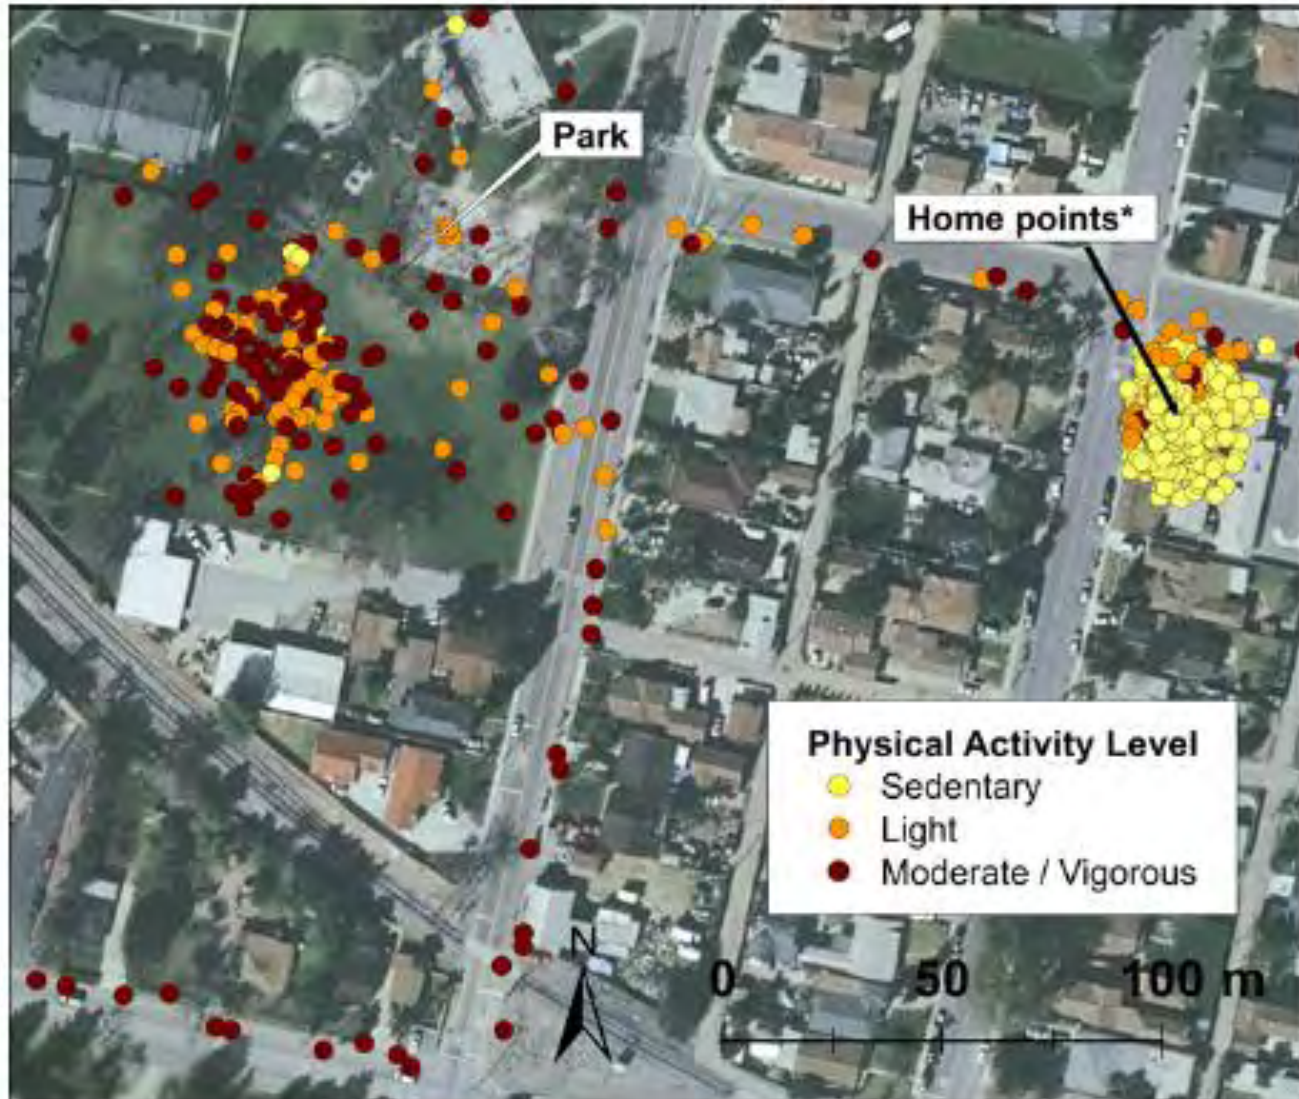 Park
Home points*
Physical Activity Level
Sedentary
Light
Moderate / Vigorous
N
0 50 100 m